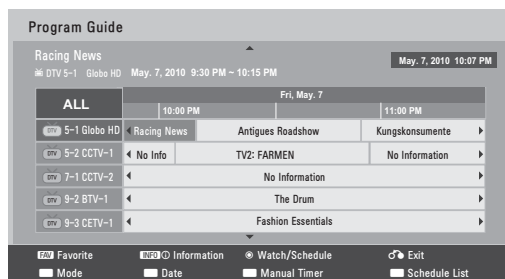 Program Guide
Racing News
DTV 5-1 Globo HD May. 7, 2010 9:30 PM ~ 10:15 PM
May. 7, 2010 10:07 PM
ALL
Fri, May. 7
10:00 PM 11:00 PM
DTV 5-1 Globo HD Racing News Antigues Roadshow Kungskonsumente
DTV 5-2 CCTV-1 No Info TV2: FARMEN No Information
DTV 7-1 CCTV-2 No Information
DTV 9-2 BTV-1 The Drum
DTV 9-3 CETV-1 Fashion Essentials
FAV Favorite INFO Information Watch/Schedule Exit
Mode Date Manual Timer Schedule List